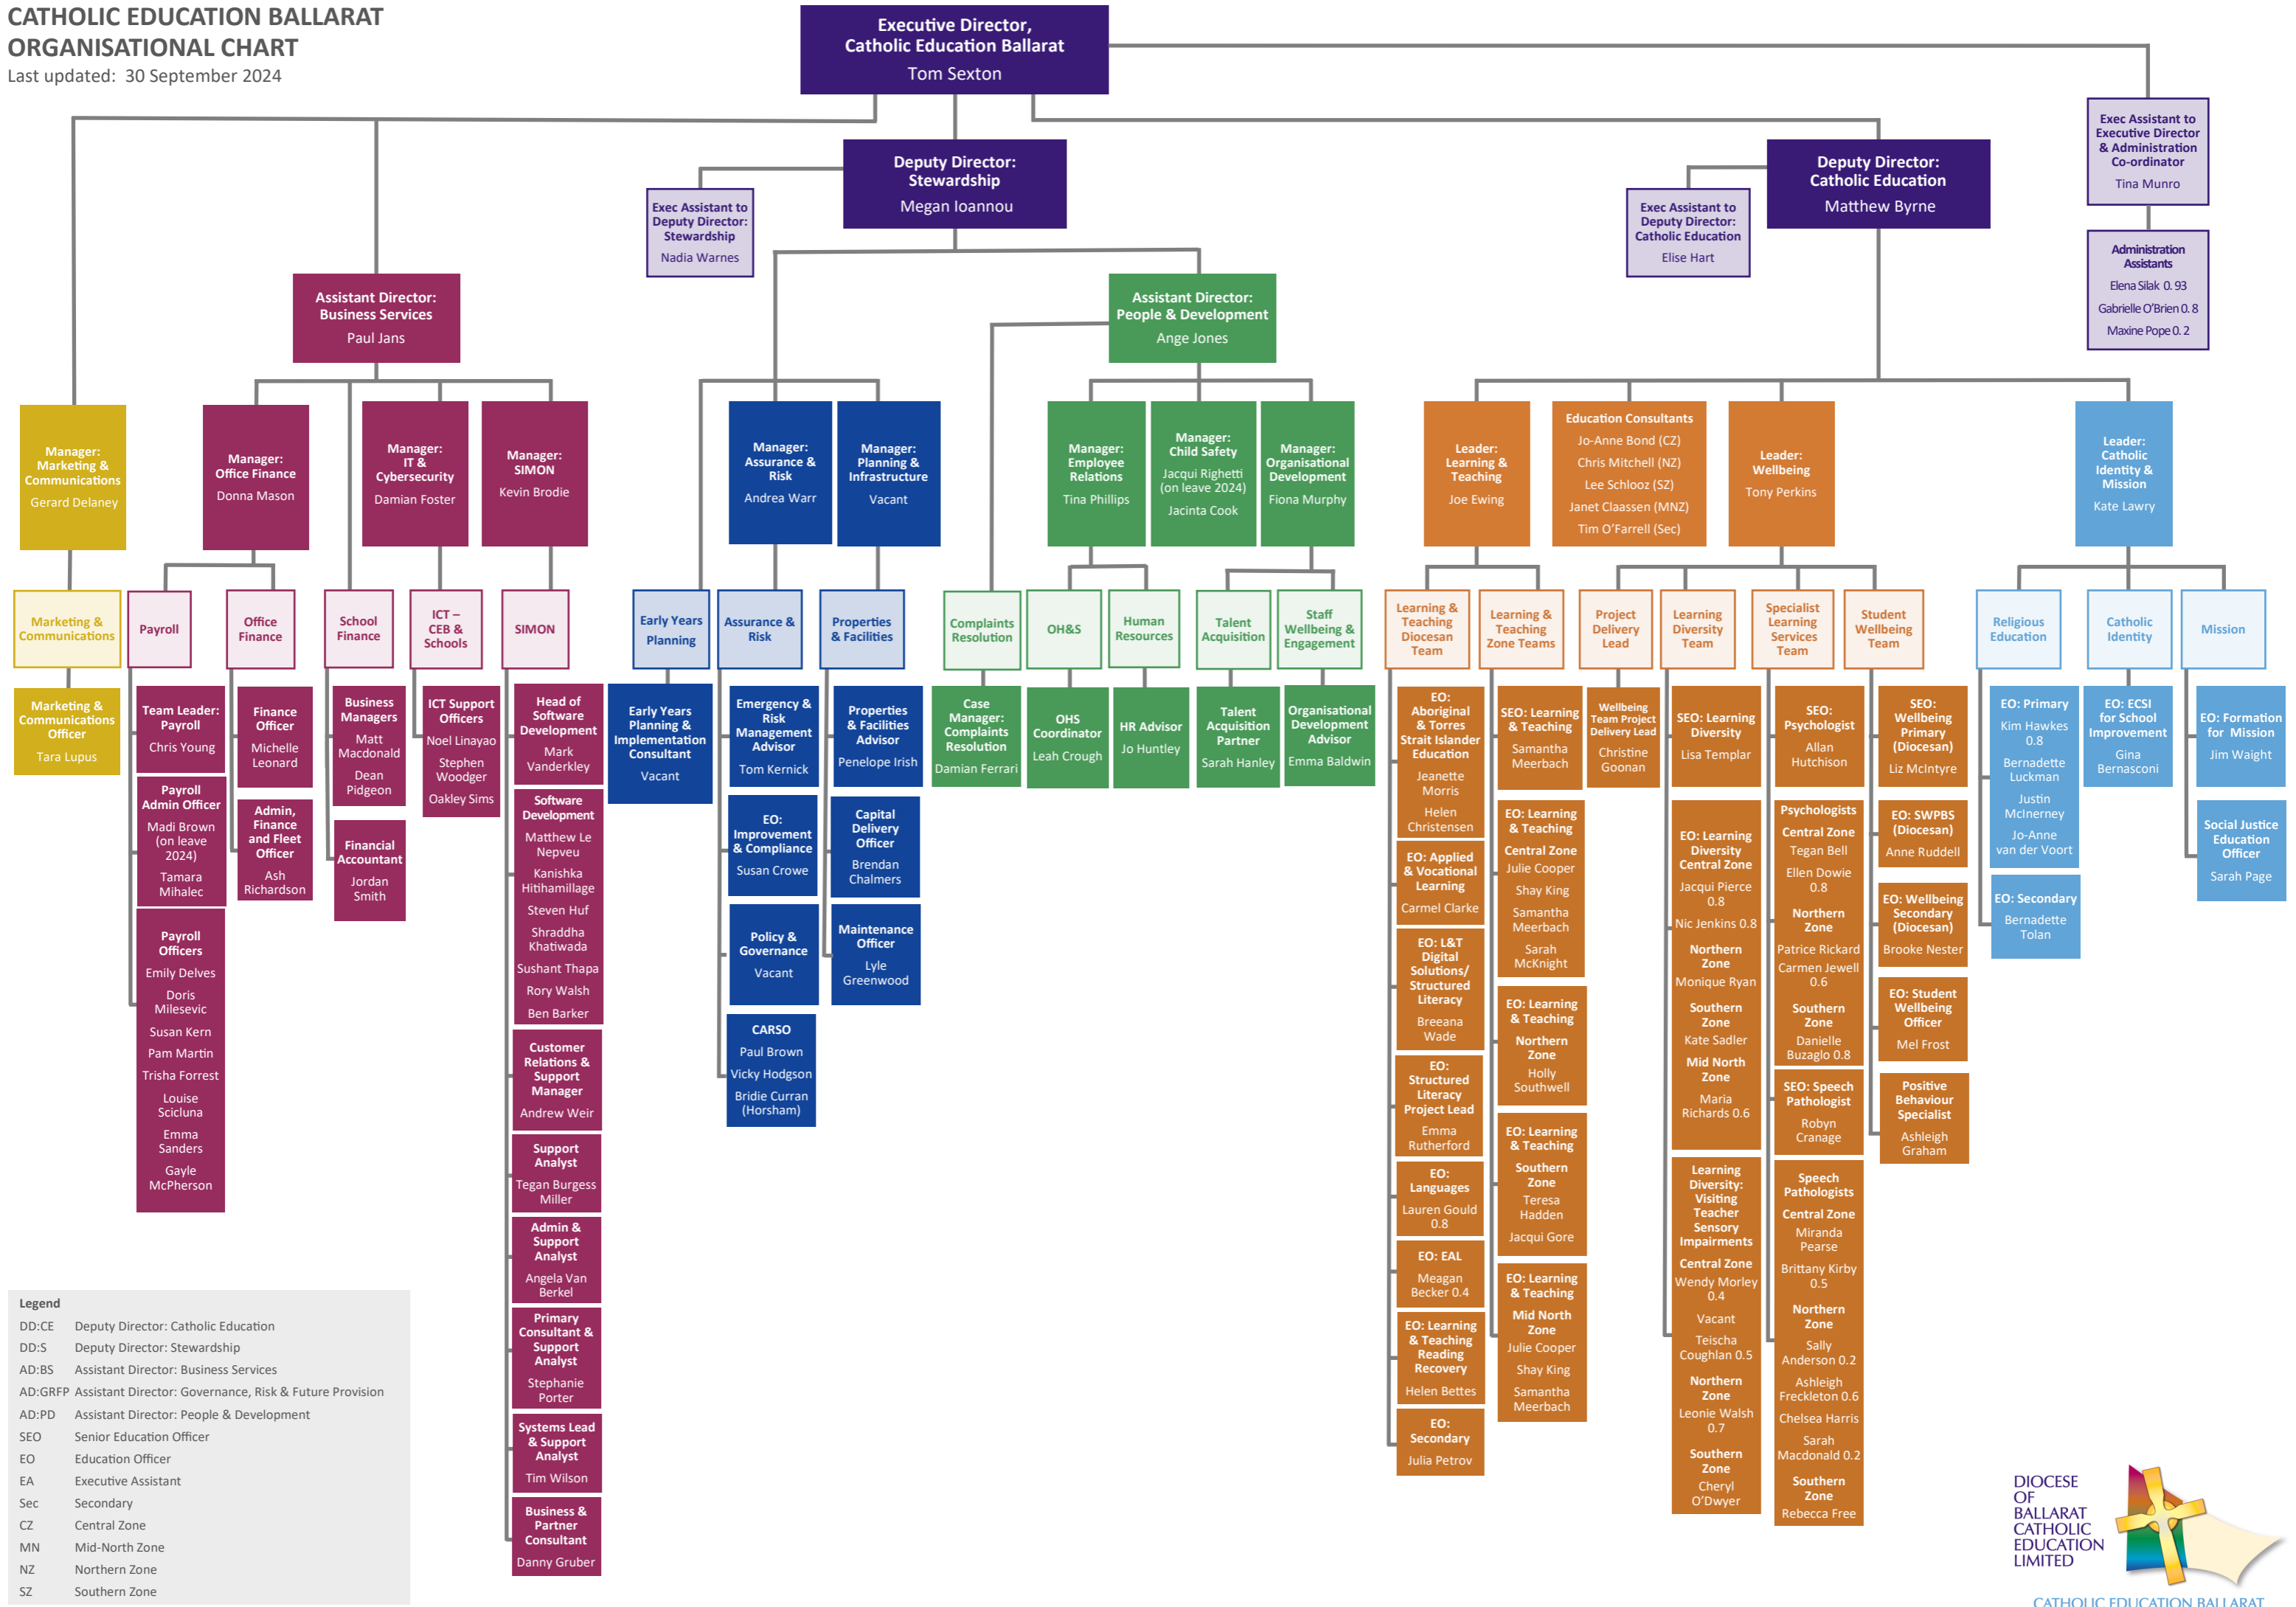 CATHOLIC EDUCATION BALLARAT
ORGANISATIONAL CHART
Last updated: 30 September 2024
Executive Director,
Catholic Education Ballarat
Tom Sexton
Exec Assistant to
Executive Director
& Administration
Co-ordinator
Tina Munro
Administration
Assistants
Elena Silak 0. 93
Gabrielle O'Brien 0. 8
Maxine Pope 0. 2
Deputy Director:
Stewardship
Megan Ioannou
Exec Assistant to
Deputy Director:
Stewardship
Nadia Warnes
Deputy Director:
Catholic Education
Matthew Byrne
Exec Assistant to
Deputy Director:
Catholic Education
Elise Hart
Assistant Director:
Business Services
Paul Jans
Assistant Director:
People & Development
Ange Jones
Manager:
Marketing &
Communications
Gerard Delaney
Manager:
Office Finance
Donna Mason
Manager:
IT &
Cybersecurity
Damian Foster
Manager:
SIMON
Kevin Brodie
Manager:
Assurance &
Risk
Andrea Warr
Manager:
Planning &
Infrastructure
Vacant
Manager:
Employee
Relations
Tina Phillips
Manager:
Child Safety
Jacqui Righetti
(on leave 2024)
Jacinta Cook
Manager:
Organisational
Development
Fiona Murphy
Leader:
Learning &
Teaching
Joe Ewing
Education Consultants
Jo-Anne Bond (CZ)
Chris Mitchell (NZ)
Lee Schlooz (SZ)
Janet Claassen (MNZ)
Tim O'Farrell (Sec)
Leader:
Wellbeing
Tony Perkins
Leader:
Catholic
Identity &
Mission
Kate Lawry
Marketing &
Communications
Payroll
Office
Finance
School
Finance
ICT –
CEB &
Schools
SIMON
Early Years
Planning
Assurance &
Risk
Properties
& Facilities
Complaints
Resolution
OH&S
Human
Resources
Talent
Acquisition
Staff
Wellbeing &
Engagement
Learning &
Teaching
Diocesan
Team
Learning &
Teaching
Zone Teams
Project
Delivery
Lead
Learning
Diversity
Team
Specialist
Learning
Services
Team
Student
Wellbeing
Team
Religious
Education
Catholic
Identity
Mission
Marketing &
Communications
Officer
Tara Lupus
Team Leader:
Payroll
Chris Young
Payroll
Admin Officer
Madi Brown
(on leave
2024)
Tamara
Mihalec
Payroll
Officers
Emily Delves
Doris
Milesevic
Susan Kern
Pam Martin
Trisha Forrest
Louise
Scicluna
Emma
Sanders
Gayle
McPherson
Finance
Officer
Michelle
Leonard
Admin,
Finance
and Fleet
Officer
Ash
Richardson
Business
Managers
Matt
Macdonald
Dean
Pidgeon
Financial
Accountant
Jordan
Smith
ICT Support
Officers
Noel Linayao
Stephen
Woodger
Oakley Sims
Head of
Software
Development
Mark
Vanderkley
Software
Development
Matthew Le
Nepveu
Kanishka
Hitihamillage
Steven Huf
Shraddha
Khatiwada
Sushant Thapa
Rory Walsh
Ben Barker
Customer
Relations &
Support
Manager
Andrew Weir
Support
Analyst
Tegan Burgess
Miller
Admin &
Support
Analyst
Angela Van
Berkel
Primary
Consultant &
Support
Analyst
Stephanie
Porter
Systems Lead
& Support
Analyst
Tim Wilson
Business &
Partner
Consultant
Danny Gruber
Early Years
Planning &
Implementation
Consultant
Vacant
Emergency &
Risk
Management
Advisor
Tom Kernick
EO:
Improvement
& Compliance
Susan Crowe
Policy &
Governance
Vacant
CARSO
Paul Brown
Vicky Hodgson
Bridie Curran
(Horsham)
Properties
& Facilities
Advisor
Penelope Irish
Capital
Delivery
Officer
Brendan
Chalmers
Maintenance
Officer
Lyle
Greenwood
Case
Manager:
Complaints
Resolution
Damian Ferrari
OHS
Coordinator
Leah Crough
HR Advisor
Jo Huntley
Talent
Acquisition
Partner
Sarah Hanley
Organisational
Development
Advisor
Emma Baldwin
EO:
Aboriginal
& Torres
Strait Islander
Education
Jeanette
Morris
Helen
Christensen
EO: Applied
& Vocational
Learning
Carmel Clarke
EO: L&T
Digital
Solutions/
Structured
Literacy
Breeana
Wade
EO:
Structured
Literacy
Project Lead
Emma
Rutherford
EO:
Languages
Lauren Gould
0.8
EO: EAL
Meagan
Becker 0.4
EO: Learning
& Teaching
Reading
Recovery
Helen Bettes
EO:
Secondary
Julia Petrov
SEO: Learning
& Teaching
Samantha
Meerbach
EO: Learning
& Teaching
Central Zone
Julie Cooper
Shay King
Samantha
Meerbach
Sarah
McKnight
EO: Learning
& Teaching
Northern
Zone
Holly
Southwell
EO: Learning
& Teaching
Southern
Zone
Teresa
Hadden
Jacqui Gore
EO: Learning
& Teaching
Mid North
Zone
Julie Cooper
Shay King
Samantha
Meerbach
Wellbeing
Team Project
Delivery Lead
Christine
Goonan
SEO: Learning
Diversity
Lisa Templar
EO: Learning
Diversity
Central Zone
Jacqui Pierce
0.8
Nic Jenkins 0.8
Northern
Zone
Monique Ryan
Southern
Zone
Kate Sadler
Mid North
Zone
Maria
Richards 0.6
Learning
Diversity:
Visiting
Teacher
Sensory
Impairments
Central Zone
Wendy Morley
0.4
Vacant
Teischa
Coughlan 0.5
Northern
Zone
Leonie Walsh
0.7
Southern
Zone
Cheryl
O'Dwyer
SEO:
Psychologist
Allan
Hutchison
Psychologists
Central Zone
Tegan Bell
Ellen Dowie
0.8
Northern
Zone
Patrice Rickard
Carmen Jewell
0.6
Southern
Zone
Danielle
Buzaglo 0.8
SEO: Speech
Pathologist
Robyn
Cranage
Speech
Pathologists
Central Zone
Miranda
Pearse
Brittany Kirby
0.5
Northern
Zone
Sally
Anderson 0.2
Ashleigh
Freckleton 0.6
Chelsea Harris
Sarah
Macdonald 0.2
Southern
Zone
Rebecca Free
SEO:
Wellbeing
Primary
(Diocesan)
Liz McIntyre
EO: SWPBS
(Diocesan)
Anne Ruddell
EO: Wellbeing
Secondary
(Diocesan)
Brooke Nester
EO: Student
Wellbeing
Officer
Mel Frost
Positive
Behaviour
Specialist
Ashleigh
Graham
EO: Primary
Kim Hawkes
0.8
Bernadette
Luckman
Justin
McInerney
Jo-Anne
van der Voort
EO: Secondary
Bernadette
Tolan
EO: ECSI
for School
Improvement
Gina
Bernasconi
EO: Formation
for Mission
Jim Waight
Social Justice
Education
Officer
Sarah Page
Legend
DD:CE Deputy Director: Catholic Education
DD:S Deputy Director: Stewardship
AD:BS Assistant Director: Business Services
AD:GRFP Assistant Director: Governance, Risk & Future Provision
AD:PD Assistant Director: People & Development
SEO Senior Education Officer
EO Education Officer
EA Executive Assistant
Sec Secondary
CZ Central Zone
MN Mid-North Zone
NZ Northern Zone
SZ Southern Zone
DIOCESE
OF
BALLARAT
CATHOLIC
EDUCATION
LIMITED
CATHOLIC EDUCATION BALLARAT